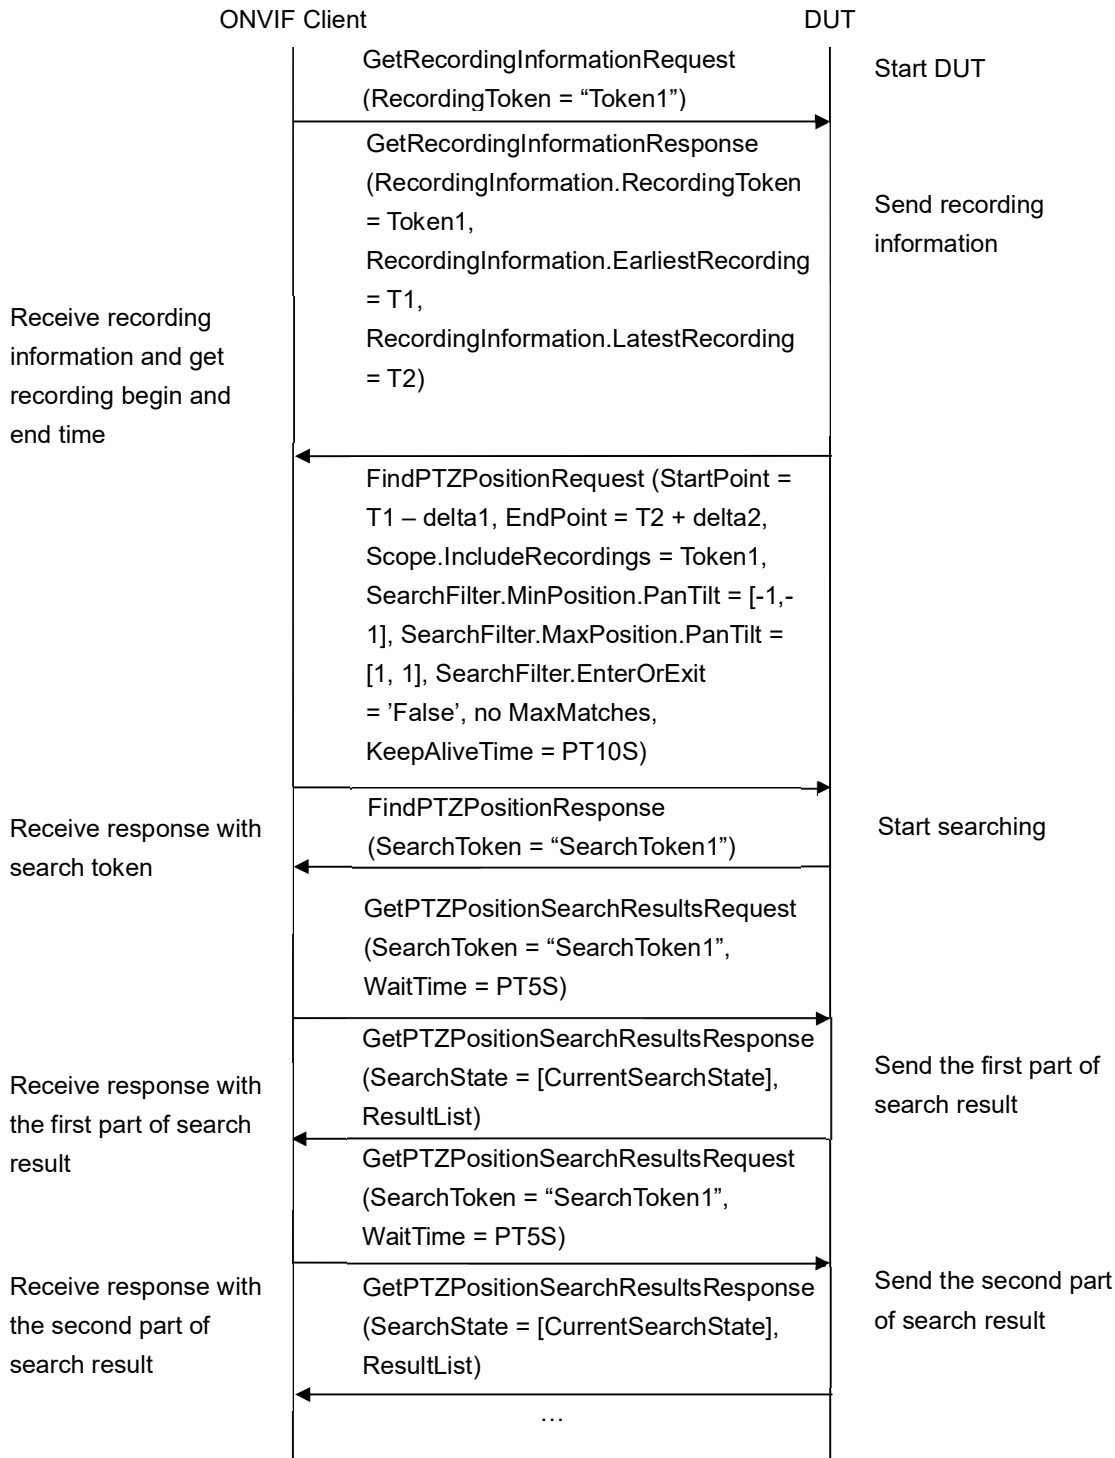 ONVIF Client
DUT
GetRecordingInformationRequest
(RecordingToken = “Token1”)
Start DUT
GetRecordingInformationResponse
(RecordingInformation.RecordingToken
= Token1,
RecordingInformation.EarliestRecording
= T1,
RecordingInformation.LatestRecording
= T2)
Send recording
information
Receive recording
information and get
recording begin and
end time
FindPTZPositionRequest (StartPoint =
T1 – delta1, EndPoint = T2 + delta2,
Scope.IncludeRecordings = Token1,
SearchFilter.MinPosition.PanTilt = [-1,-
1], SearchFilter.MaxPosition.PanTilt =
[1, 1], SearchFilter.EnterOrExit
= ’False’, no MaxMatches,
KeepAliveTime = PT10S)
FindPTZPositionResponse
(SearchToken = “SearchToken1”)
Start searching
Receive response with
search token
GetPTZPositionSearchResultsRequest
(SearchToken = “SearchToken1”,
WaitTime = PT5S)
GetPTZPositionSearchResultsResponse
(SearchState = [CurrentSearchState],
ResultList)
Send the first part of
search result
Receive response with
the first part of search
result
GetPTZPositionSearchResultsRequest
(SearchToken = “SearchToken1”,
WaitTime = PT5S)
Receive response with
the second part of
search result
GetPTZPositionSearchResultsResponse
(SearchState = [CurrentSearchState],
ResultList)
Send the second part
of search result
…